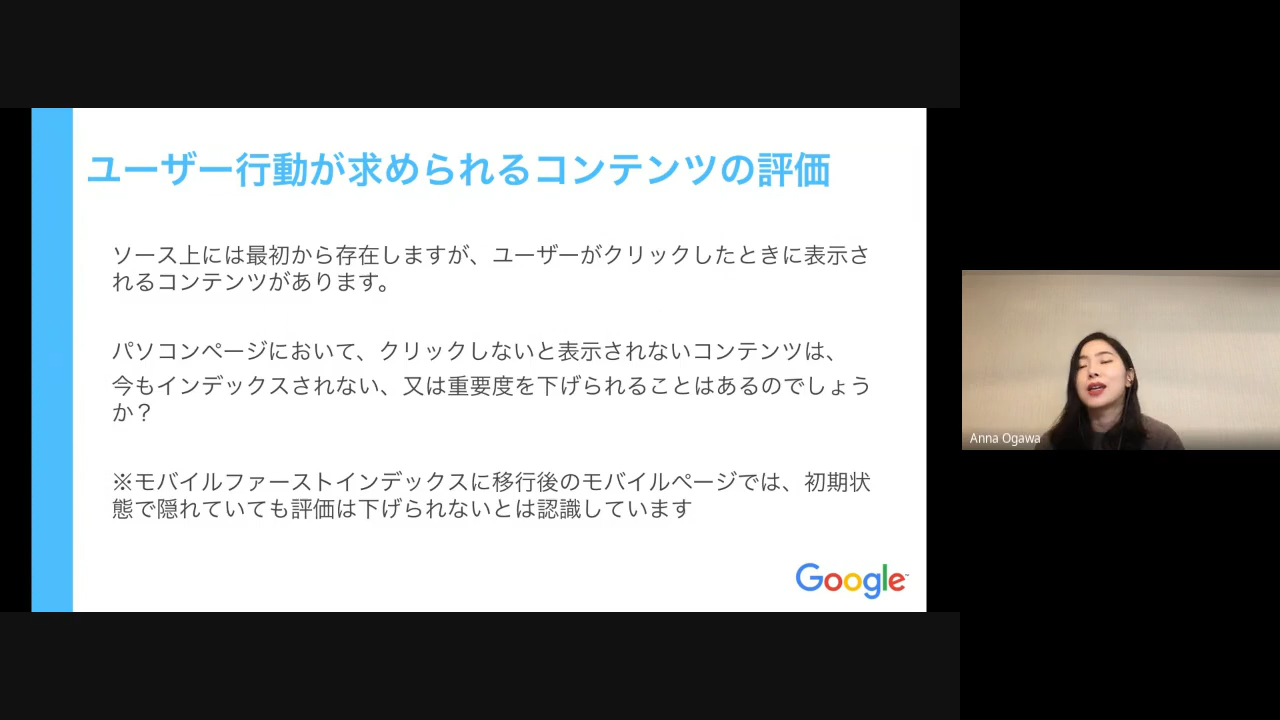 ユーザー行動が求められるコンテンツの評価
ソース上には最初から存在しますが、ユーザーがクリックしたときに表示さ
れるコンテンツがあります。
パソコンページにおいて、クリックしないと表示されないコンテンツは、
今もインデックスされない、又は重要度を下げられることはあるのでしょう
か？
※モバイルファーストインデックスに移行後のモバイルページでは、初期状
態で隠れていても評価は下げられないとは認識しています
Google
Anna Ogawa